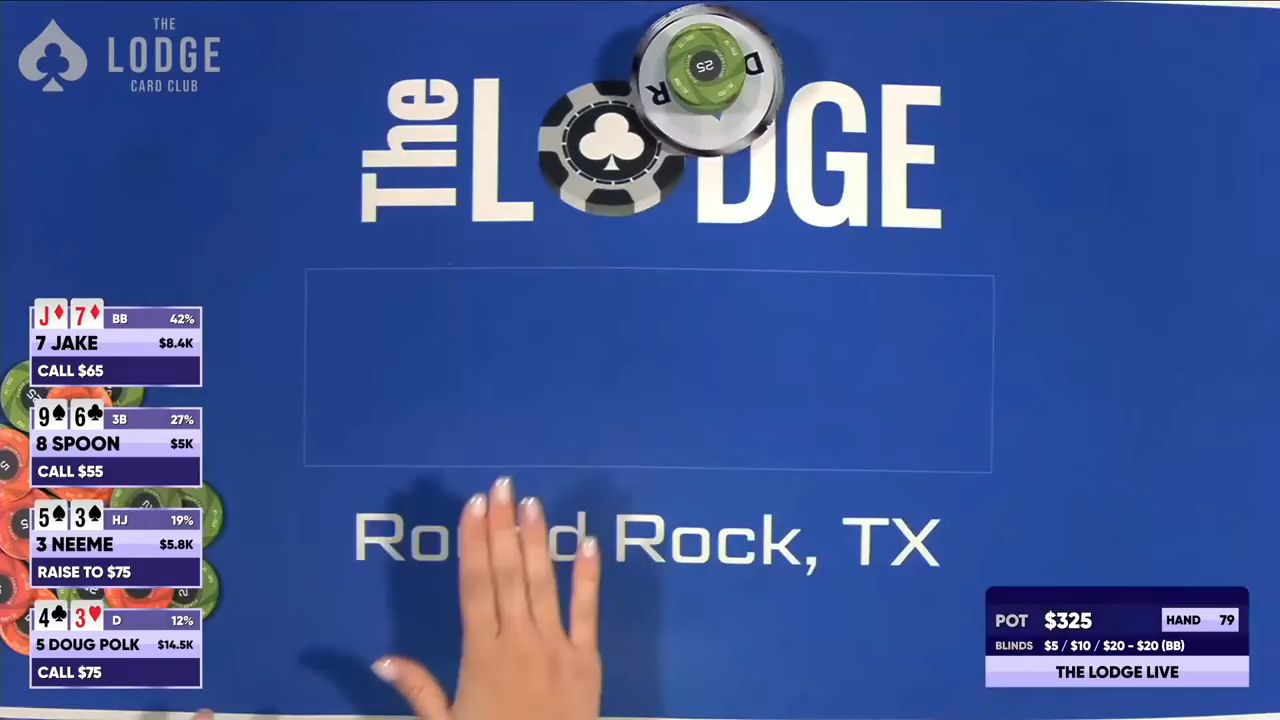 THE
LODGE
CARD CLUB
25
D
R
The LODGE
J♦ 7♦ BB 42%
7 JAKE $8.4K
CALL $65
9♠ 6♣ 3B 27%
8 SPOON $5K
CALL $55
5♠ 3♠ HJ 19%
3 NEEME $5.8K
RAISE TO $75
4♣ 3♥ D 12%
5 DOUG POLK $14.5K
CALL $75
Rock, TX
POT $325 HAND 79
BLINDS $5 / $10 / $20 - $20 (BB)
THE LODGE LIVE